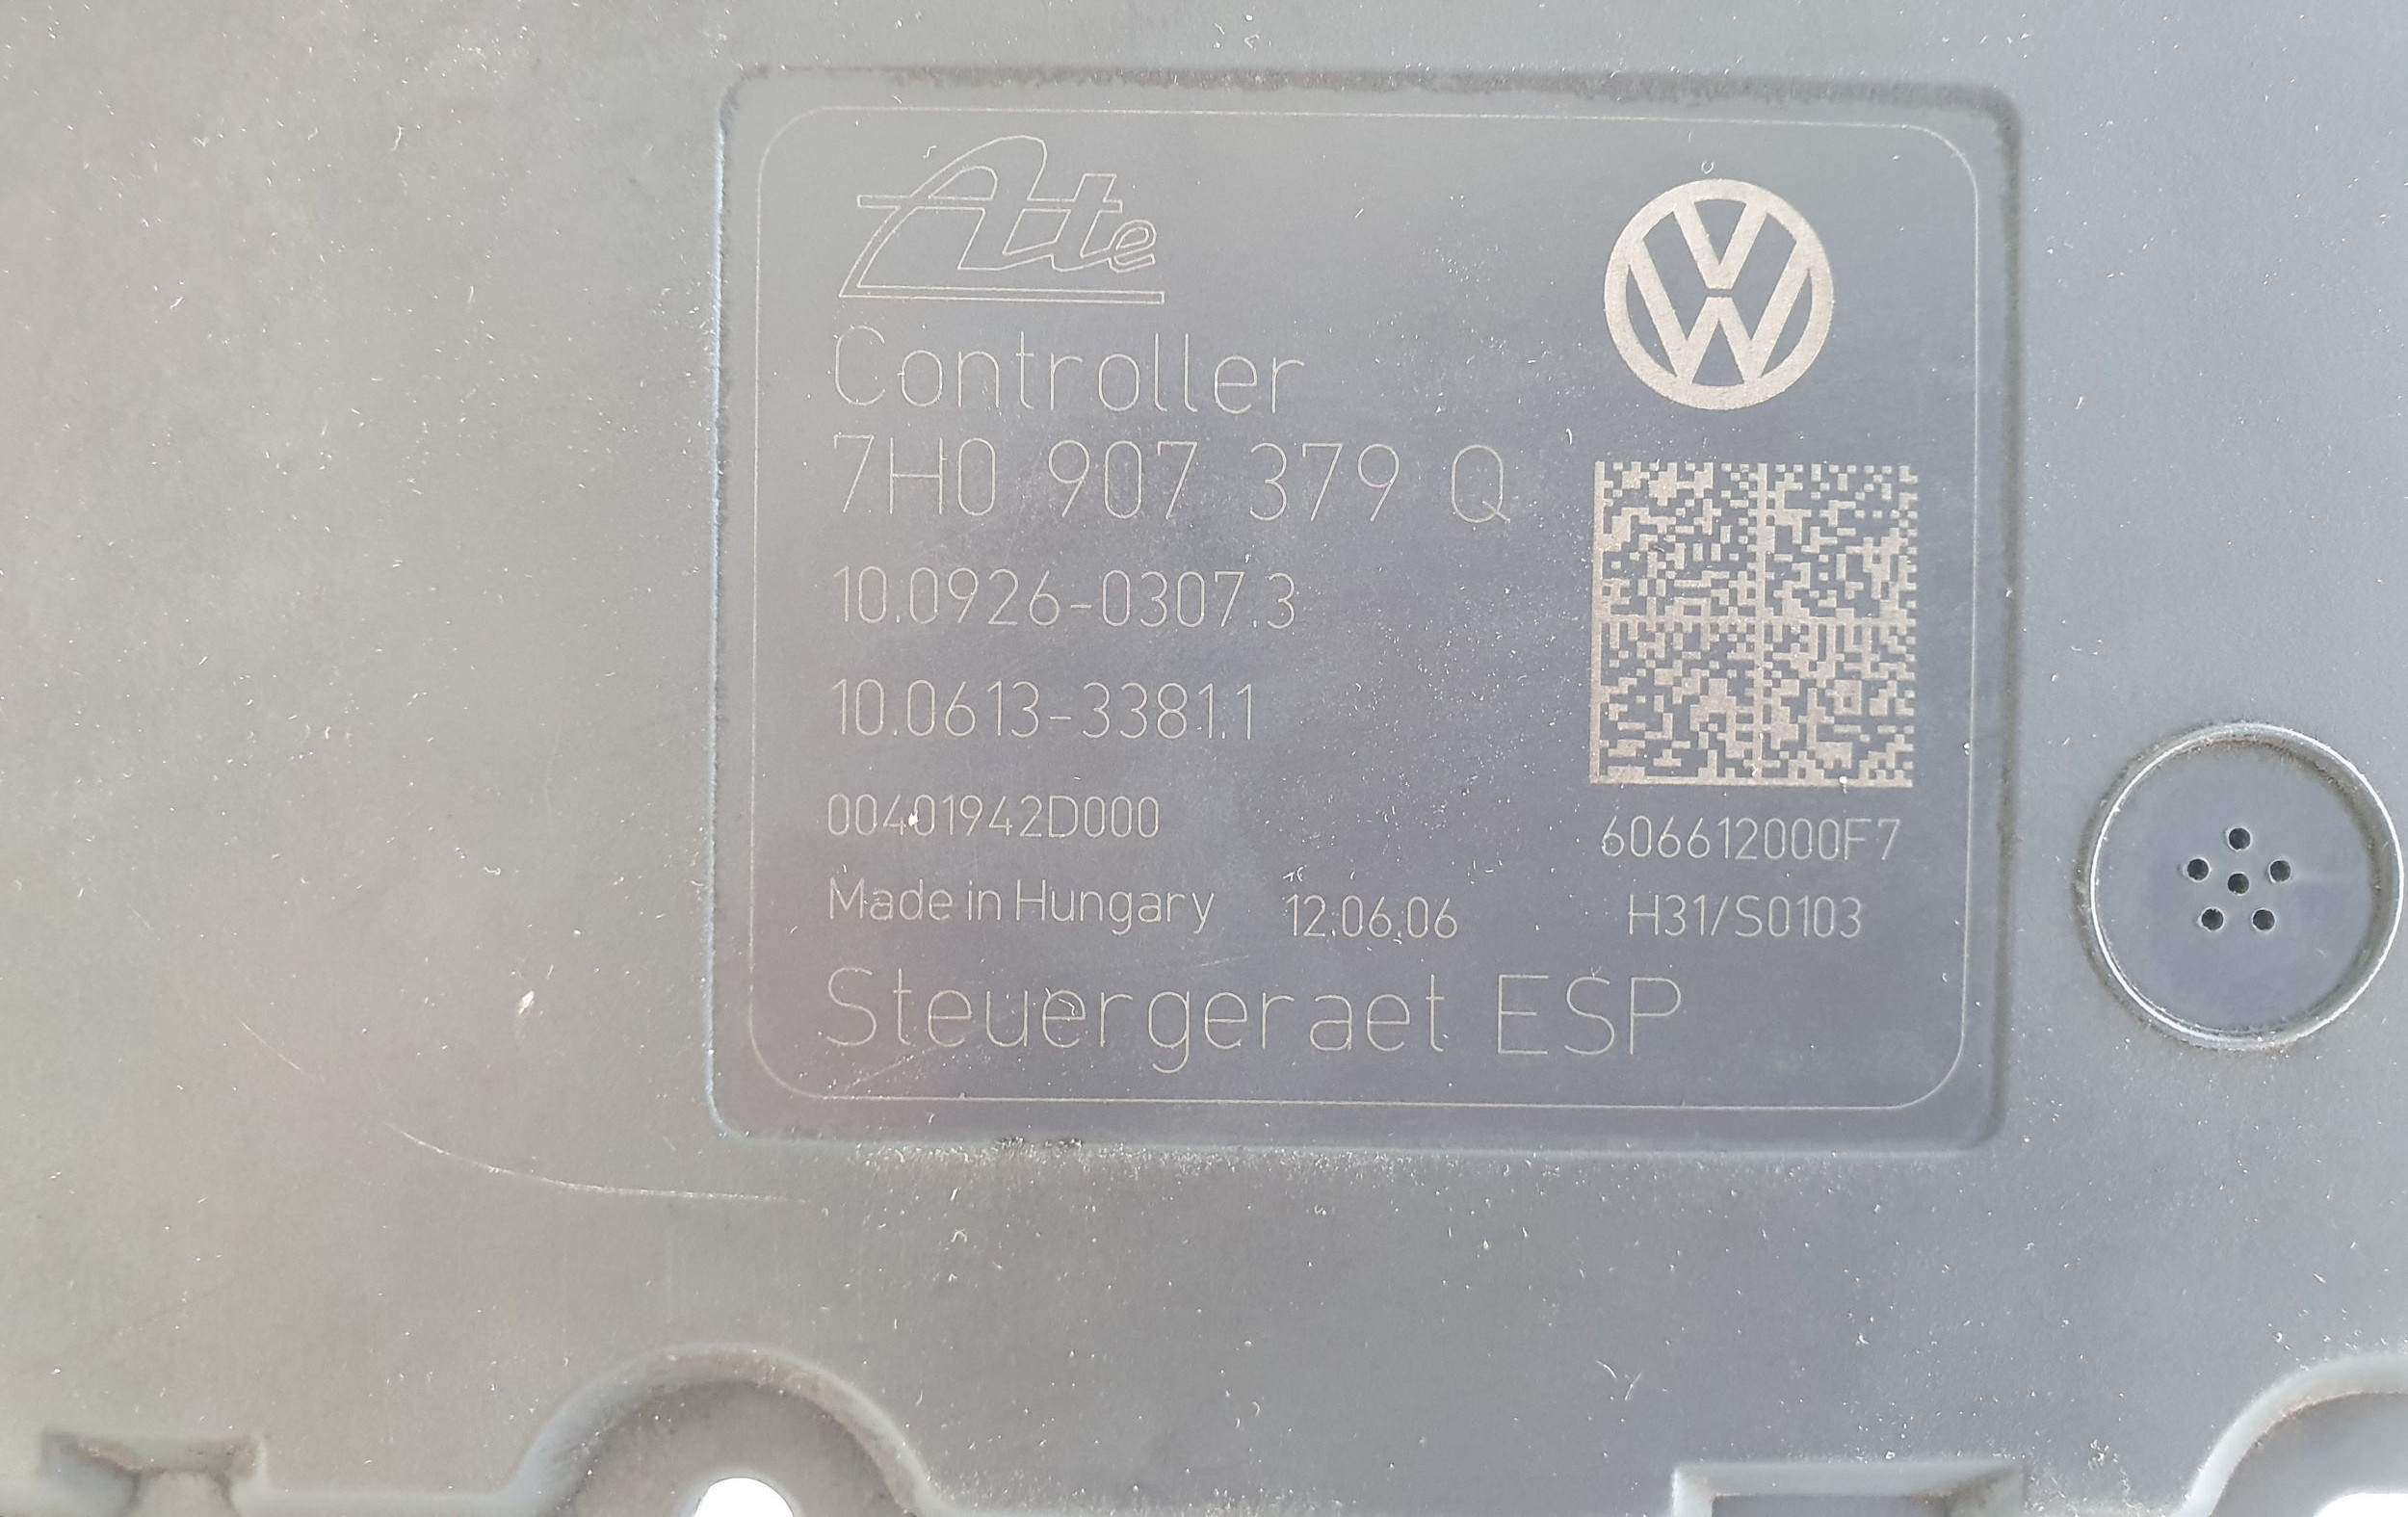 Ate
Controller
7H0 907 379 Q
10.0926-0307.3
10.0613-3381.1
00401942D000
606612000F7
Made in Hungary 12.06.06 H31/S0103
Steuergeraet ESP